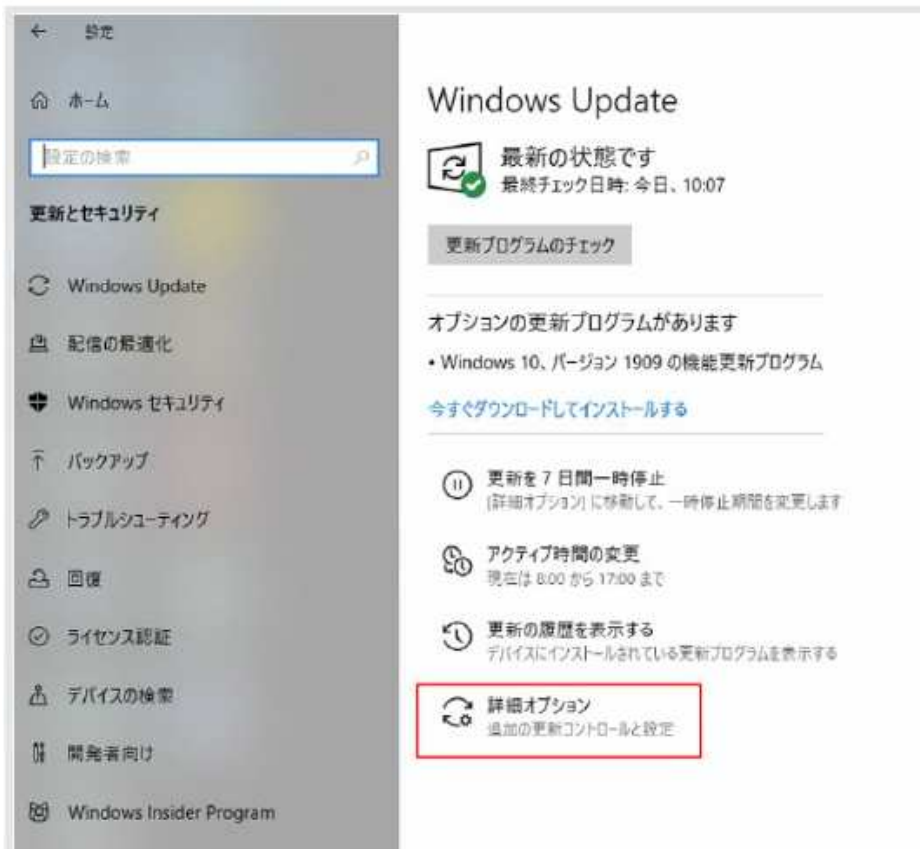 設定
ホーム
設定の検索
更新とセキュリティ
Windows Update
配信の最適化
Windows セキュリティ
バックアップ
トラブルシューティング
回復
ライセンス認証
デバイスの検索
開発者向け
Windows Insider Program
Windows Update
最新の状態です
最終チェック日時: 今日、10:07
更新プログラムのチェック
オプションの更新プログラムがあります
• Windows 10、バージョン 1909 の機能更新プログラム
今すぐダウンロードしてインストールする
更新を 7 日間一時停止
[詳細オプション] に移動して、一時停止期間を変更します
アクティブ時間の変更
現在は 8:00 から 17:00 まで
更新の履歴を表示する
デバイスにインストールされている更新プログラムを表示する
詳細オプション
追加の更新コントロールと設定